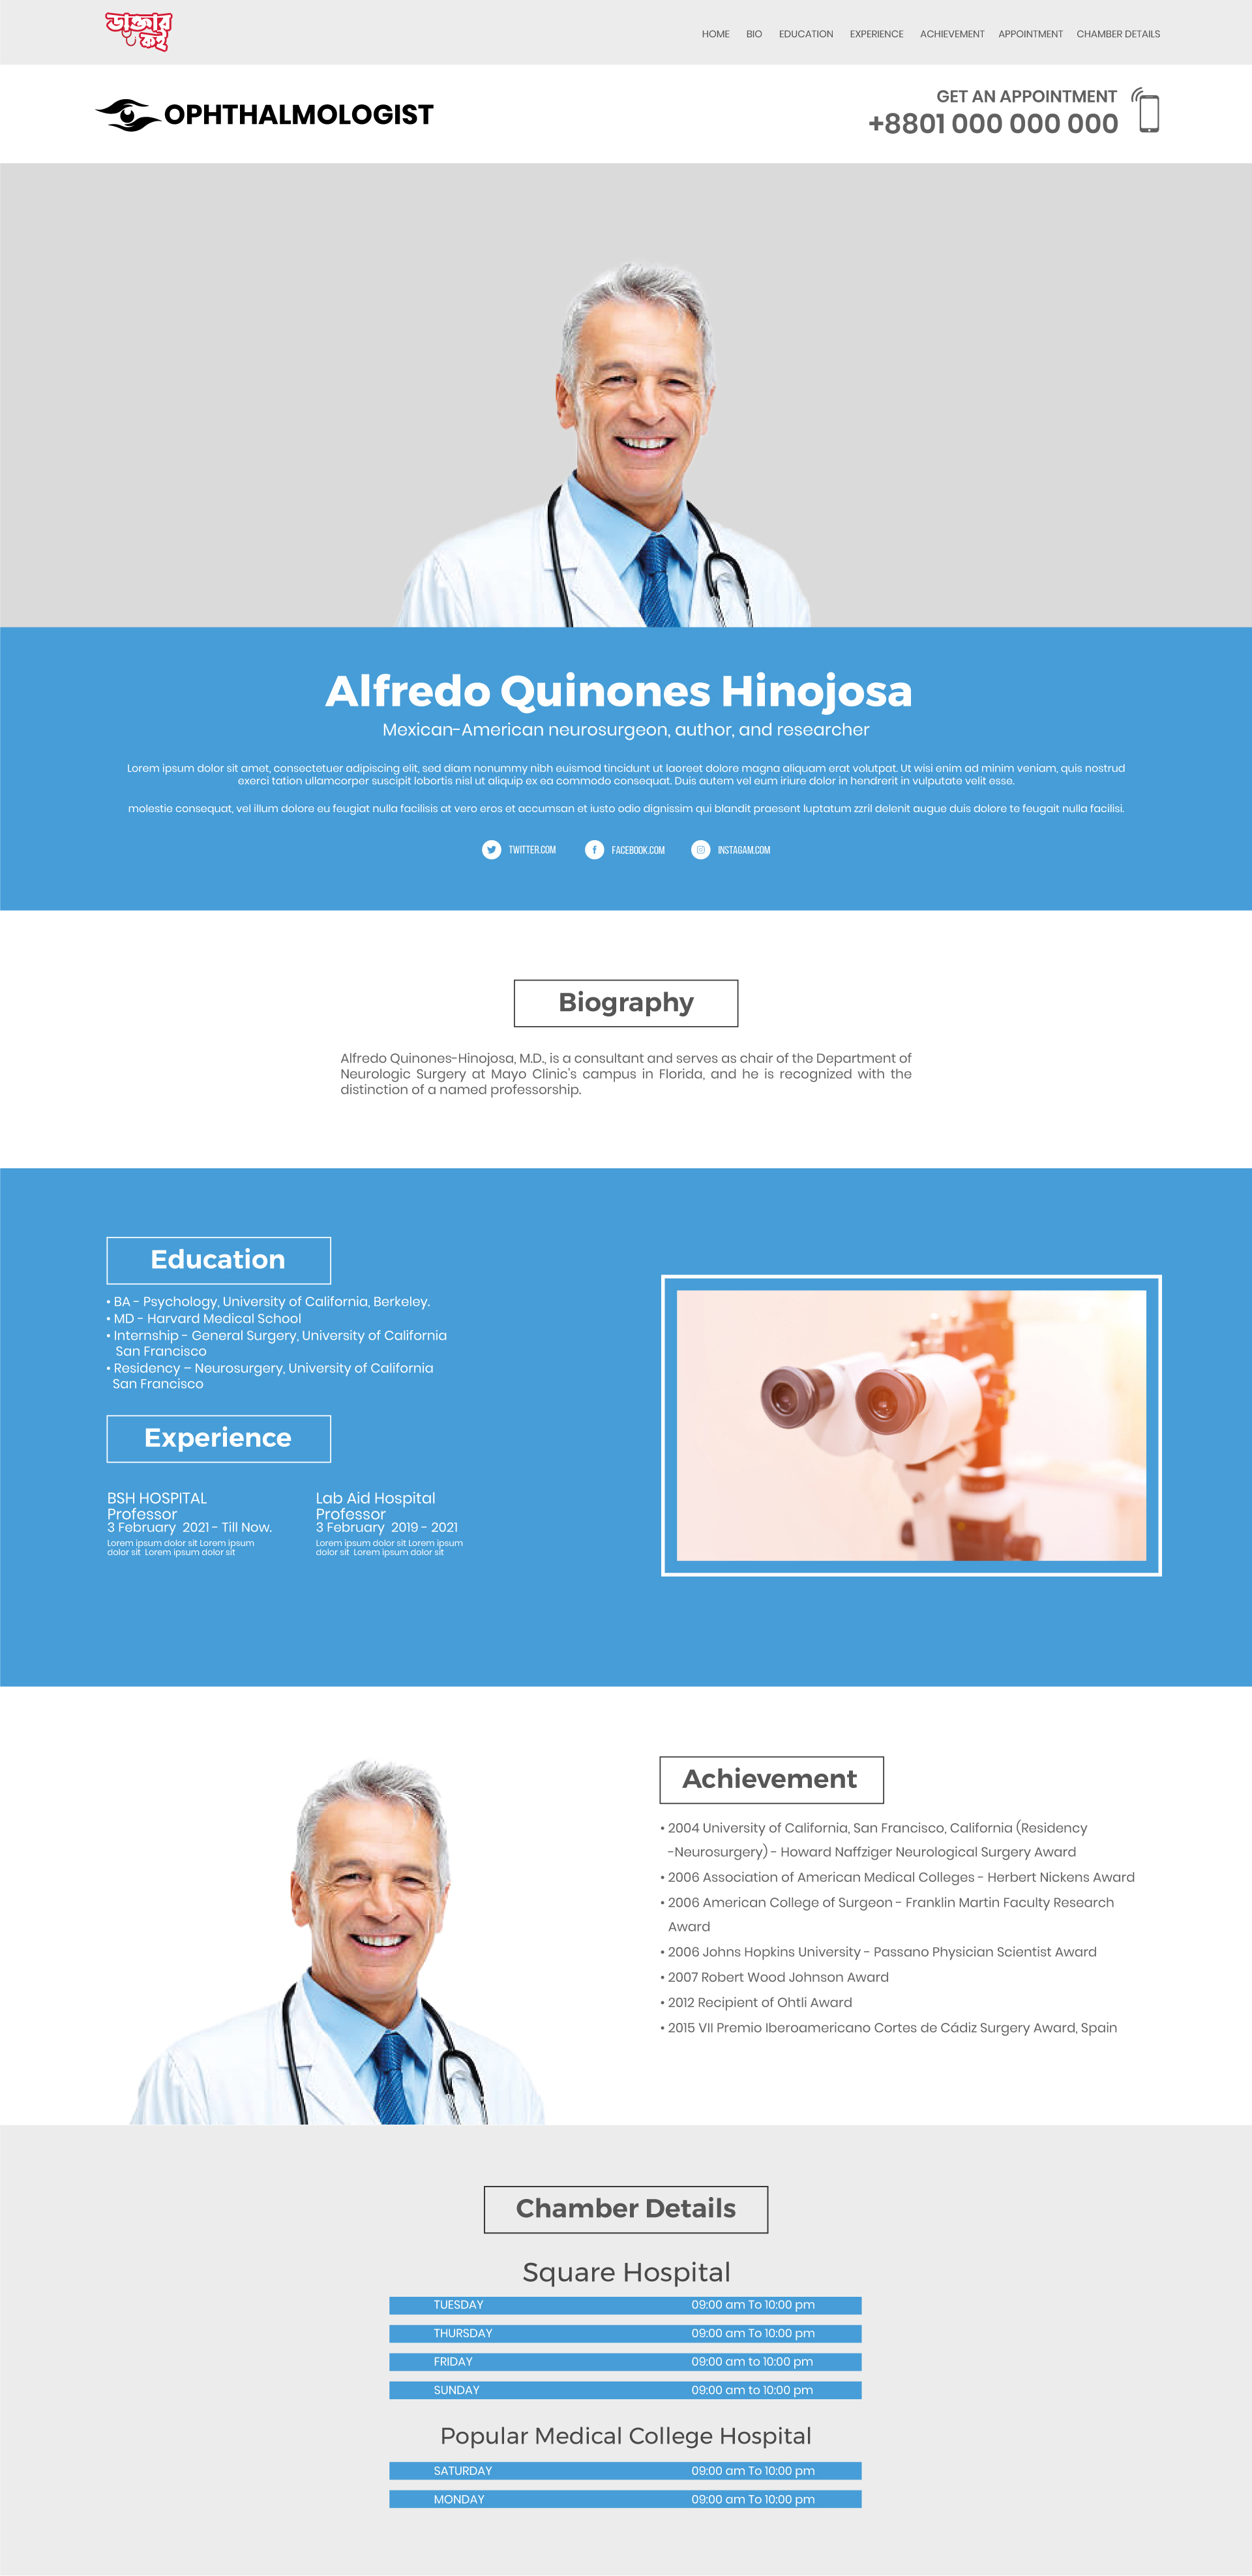 ডাক্তার কই
HOME BIO EDUCATION EXPERIENCE ACHIEVEMENT APPOINTMENT CHAMBER DETAILS
OPHTHALMOLOGIST
GET AN APPOINTMENT
+8801 000 000 000
Alfredo Quinones Hinojosa
Mexican-American neurosurgeon, author, and researcher
Lorem ipsum dolor sit amet, consectetuer adipiscing elit, sed diam nonummy nibh euismod tincidunt ut laoreet dolore magna aliquam erat volutpat. Ut wisi enim ad minim veniam, quis nostrud
exerci tation ullamcorper suscipit lobortis nisl ut aliquip ex ea commodo consequat. Duis autem vel eum iriure dolor in hendrerit in vulputate velit esse.
molestie consequat, vel illum dolore eu feugiat nulla facilisis at vero eros et accumsan et iusto odio dignissim qui blandit praesent luptatum zzril delenit augue duis dolore te feugait nulla facilisi.
TWITTER.COM FACEBOOK.COM INSTAGAM.COM
Biography
Alfredo Quinones-Hinojosa, M.D., is a consultant and serves as chair of the Department of
Neurologic Surgery at Mayo Clinic's campus in Florida, and he is recognized with the
distinction of a named professorship.
Education
• BA - Psychology, University of California, Berkeley.
• MD - Harvard Medical School
• Internship - General Surgery, University of California
San Francisco
• Residency – Neurosurgery, University of California
San Francisco
Experience
BSH HOSPITAL
Professor
3 February 2021 - Till Now.
Lorem ipsum dolor sit Lorem ipsum
dolor sit Lorem ipsum dolor sit
Lab Aid Hospital
Professor
3 February 2019 - 2021
Lorem ipsum dolor sit Lorem ipsum
dolor sit Lorem ipsum dolor sit
Achievement
• 2004 University of California, San Francisco, California (Residency
-Neurosurgery) - Howard Naffziger Neurological Surgery Award
• 2006 Association of American Medical Colleges - Herbert Nickens Award
• 2006 American College of Surgeon - Franklin Martin Faculty Research
Award
• 2006 Johns Hopkins University - Passano Physician Scientist Award
• 2007 Robert Wood Johnson Award
• 2012 Recipient of Ohtli Award
• 2015 VII Premio Iberoamericano Cortes de Cádiz Surgery Award, Spain
Chamber Details
Square Hospital
TUESDAY 09:00 am To 10:00 pm
THURSDAY 09:00 am To 10:00 pm
FRIDAY 09:00 am to 10:00 pm
SUNDAY 09:00 am to 10:00 pm
Popular Medical College Hospital
SATURDAY 09:00 am To 10:00 pm
MONDAY 09:00 am To 10:00 pm